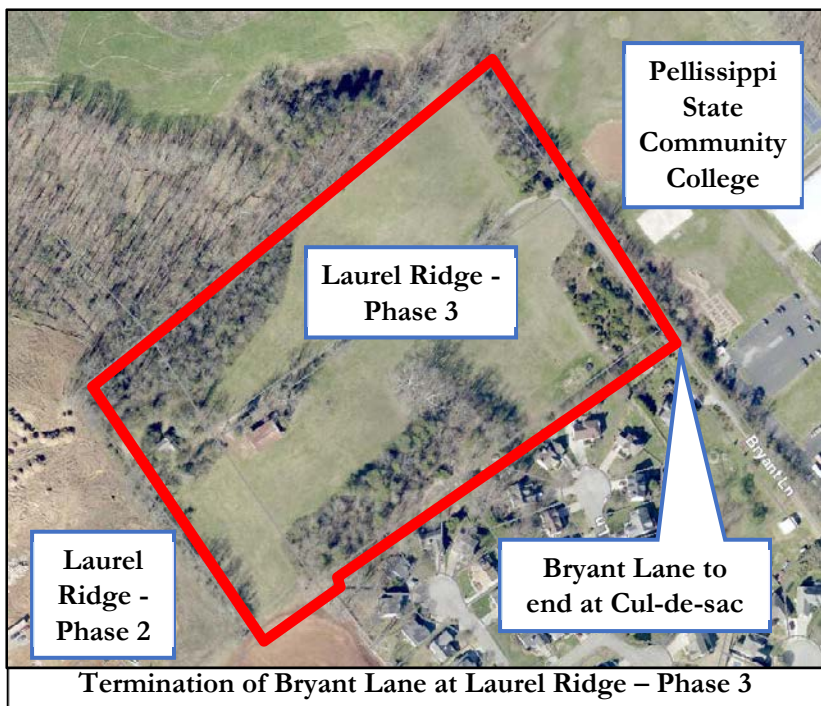 Pellissippi
State
Community
College
Laurel Ridge -
Phase 3
Bryant Ln
Laurel
Ridge -
Phase 2
Bryant Lane to
end at Cul-de-sac
Termination of Bryant Lane at Laurel Ridge – Phase 3